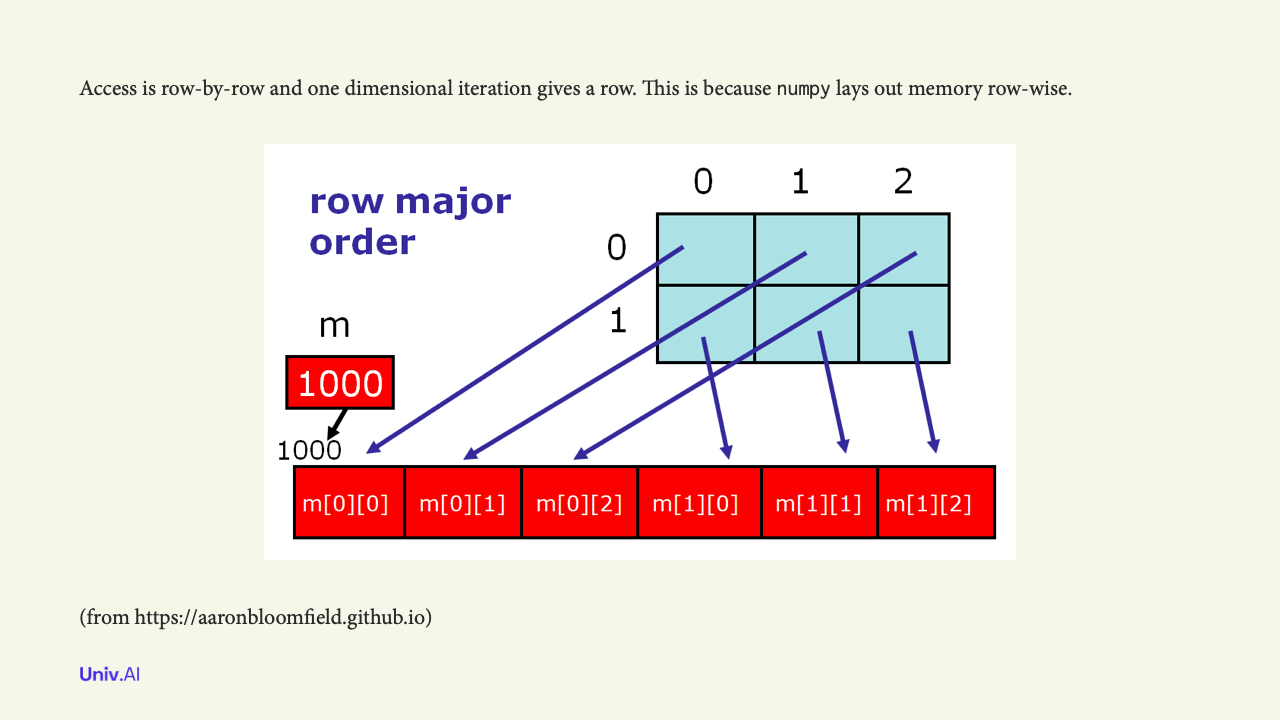 Access is row-by-row and one dimensional iteration gives a row. This is because numpy lays out memory row-wise.
row major
order
0 1 2
0
1
m
1000
1000
m[0][0] m[0][1] m[0][2] m[1][0] m[1][1] m[1][2]
(from https://aaronbloomfield.github.io)
Univ.AI